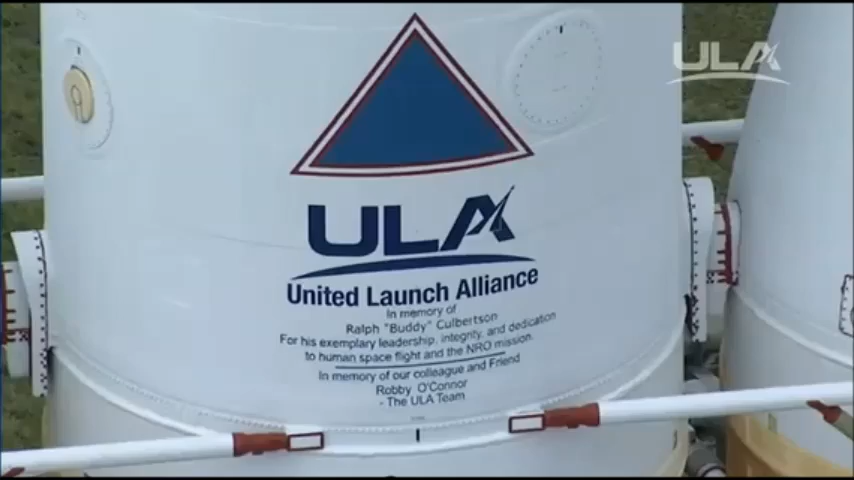 ULA
ULA
United Launch Alliance
In memory of
Ralph "Buddy" Culbertson
For his exemplary leadership, integrity, and dedication
to human space flight and the NRO mission.
In memory of our colleague and Friend
Robby O'Connor
- The ULA Team